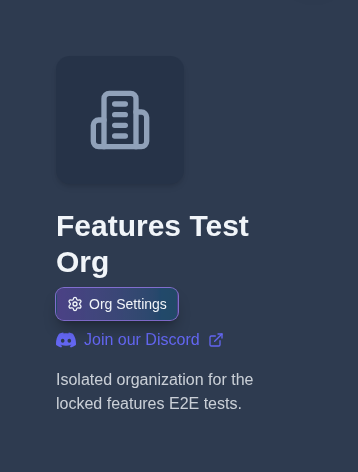 Features Test
Org
Org Settings
Join our Discord
Isolated organization for the
locked features E2E tests.